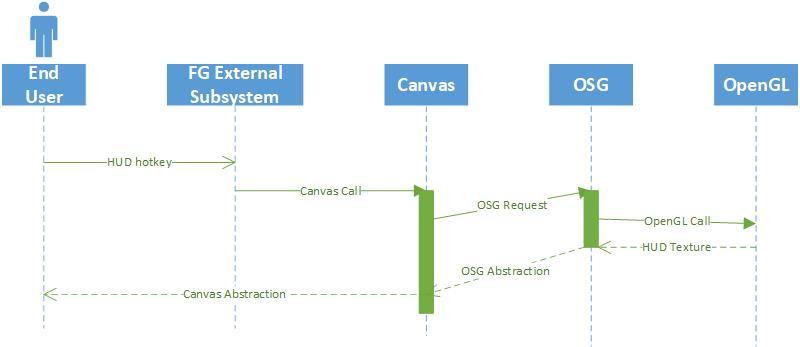 End
User
FG External
Subsystem
Canvas
OSG
OpenGL
HUD hotkey
Canvas Call
OSG Request
OpenGL Call
HUD Texture
OSG Abstraction
Canvas Abstraction